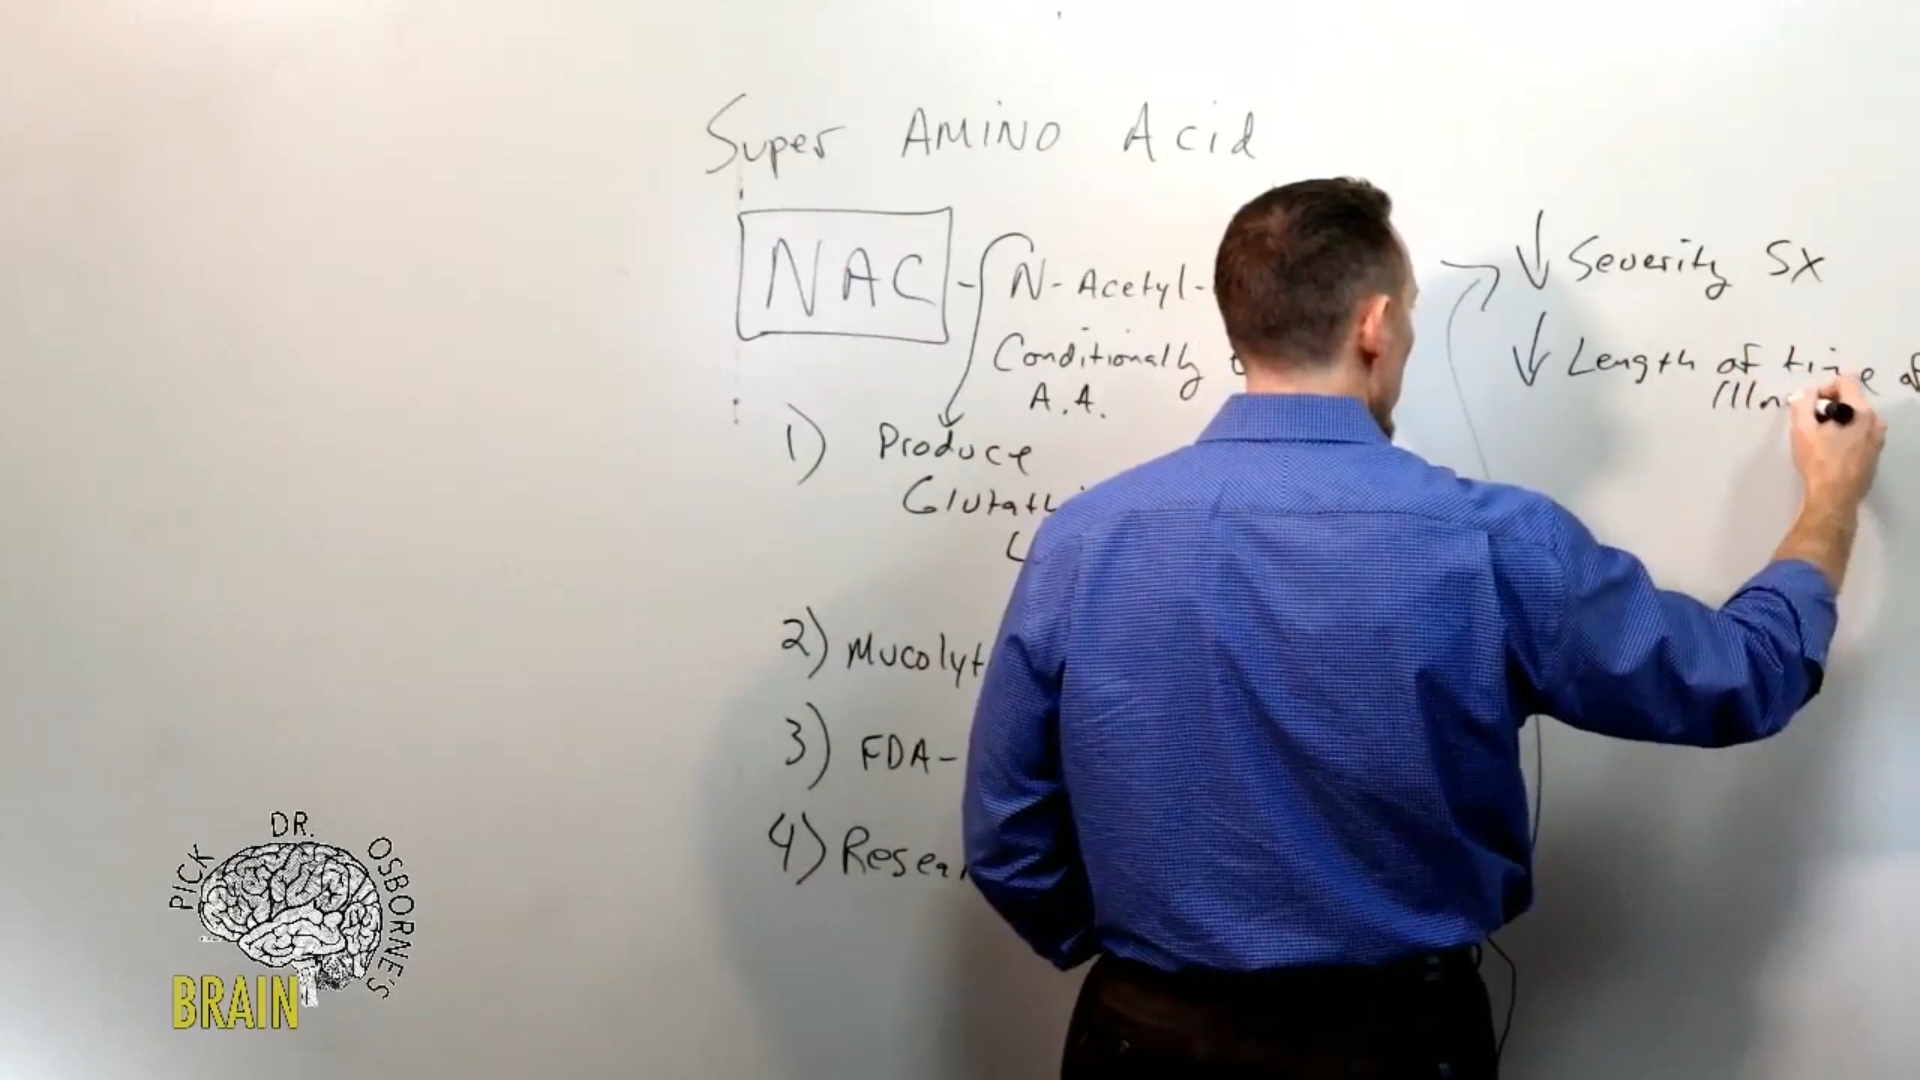 Super AMINO Acid
NAC - N-Acetyl-
Conditionally
A.A.
1) Produce
Glutath
2) Mucolyt
3) FDA-
4) Resear
↓ Severity SX
↓ Length of time of
Illn
PICK DR. OSBORNE'S
BRAIN